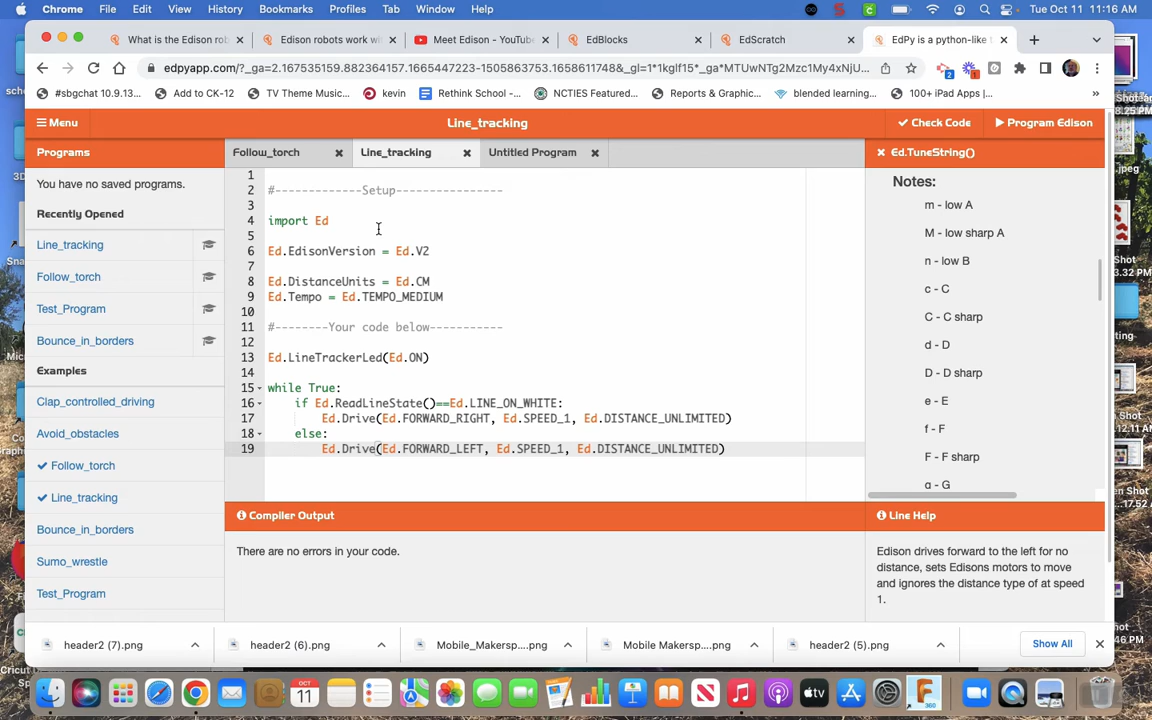 Chrome File Edit View History Bookmarks Profiles Tab Window Help Tue Oct 11 11:16 AM
What is the Edison rob Edison robots work wi Meet Edison - YouTube EdBlocks EdScratch EdPy is a python-like
edpyapp.com/?_ga=2.167535159.882364157.1665447223-1505863753.1658611748&_gl=1*1kglf15*_ga*MTUwNTg2Mzc1My4xNjU...
#sbgchat 10.9.13... Add to CK-12 TV Theme Music... kevin Rethink School -... NCTIES Featured... Reports & Graphic... blended learning... 100+ iPad Apps |... »
Menu Line_tracking Check Code Program Edison
Programs Follow_torch Line_tracking Untitled Program Ed.TuneString()
You have no saved programs.
Recently Opened
Line_tracking
Follow_torch
Test_Program
Bounce_in_borders
Examples
Clap_controlled_driving
Avoid_obstacles
Follow_torch
Line_tracking
Bounce_in_borders
Sumo_wrestle
Test_Program
1
2 #-------------Setup----------------
3
4 import Ed
5
6 Ed.EdisonVersion = Ed.V2
7
8 Ed.DistanceUnits = Ed.CM
9 Ed.Tempo = Ed.TEMPO_MEDIUM
10
11 #--------Your code below-----------
12
13 Ed.LineTrackerLed(Ed.ON)
14
15 while True:
16 if Ed.ReadLineState()==Ed.LINE_ON_WHITE:
17 Ed.Drive(Ed.FORWARD_RIGHT, Ed.SPEED_1, Ed.DISTANCE_UNLIMITED)
18 else:
19 Ed.Drive(Ed.FORWARD_LEFT, Ed.SPEED_1, Ed.DISTANCE_UNLIMITED)
Notes:
m - low A
M - low sharp A
n - low B
c - C
C - C sharp
d - D
D - D sharp
e - E
f - F
F - F sharp
g - G
Compiler Output
There are no errors in your code.
Line Help
Edison drives forward to the left for no
distance, sets Edisons motors to move
and ignores the distance type of at speed
1.
header2 (7).png header2 (6).png Mobile_Makersp....png Mobile Makersp....png header2 (5).png Show All
OCT
11
360